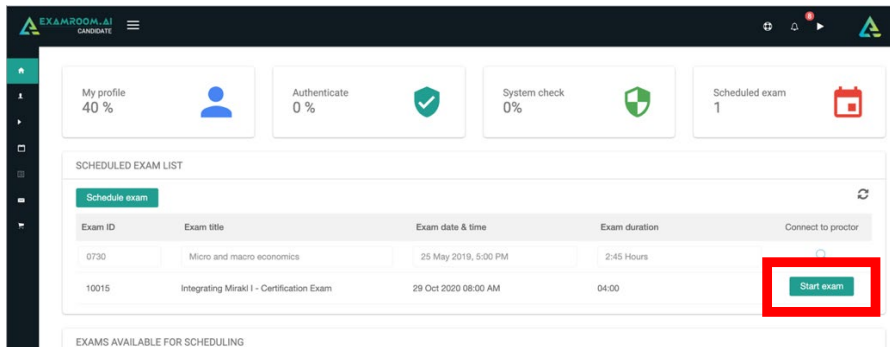 EXAMROOM.AI
CANDIDATE
8
My profile
40 %
Authenticate
0 %
System check
0%
Scheduled exam
1
SCHEDULED EXAM LIST
Schedule exam
Exam ID Exam title Exam date & time Exam duration Connect to proctor
0730 Micro and macro economics 25 May 2019, 5:00 PM 2:45 Hours
10015 Integrating Mirakl I - Certification Exam 29 Oct 2020 08:00 AM 04:00 Start exam
EXAMS AVAILABLE FOR SCHEDULING